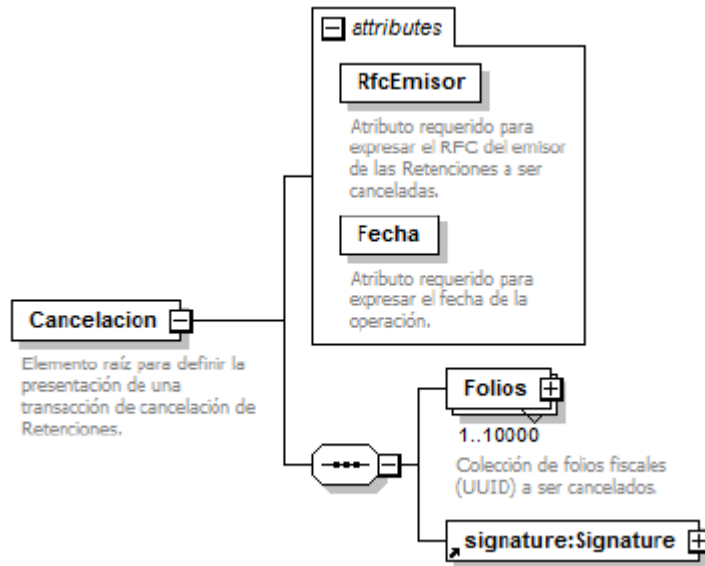 attributes
RfcEmisor
Atributo requerido para
expresar el RFC del emisor
de las Retenciones a ser
canceladas.
Fecha
Atributo requerido para
expresar el fecha de la
operación.
Cancelacion
Elemento raíz para definir la
presentación de una
transacción de cancelación de
Retenciones.
Folios
1..10000
Colección de folios fiscales
(UUID) a ser cancelados.
signature:Signature